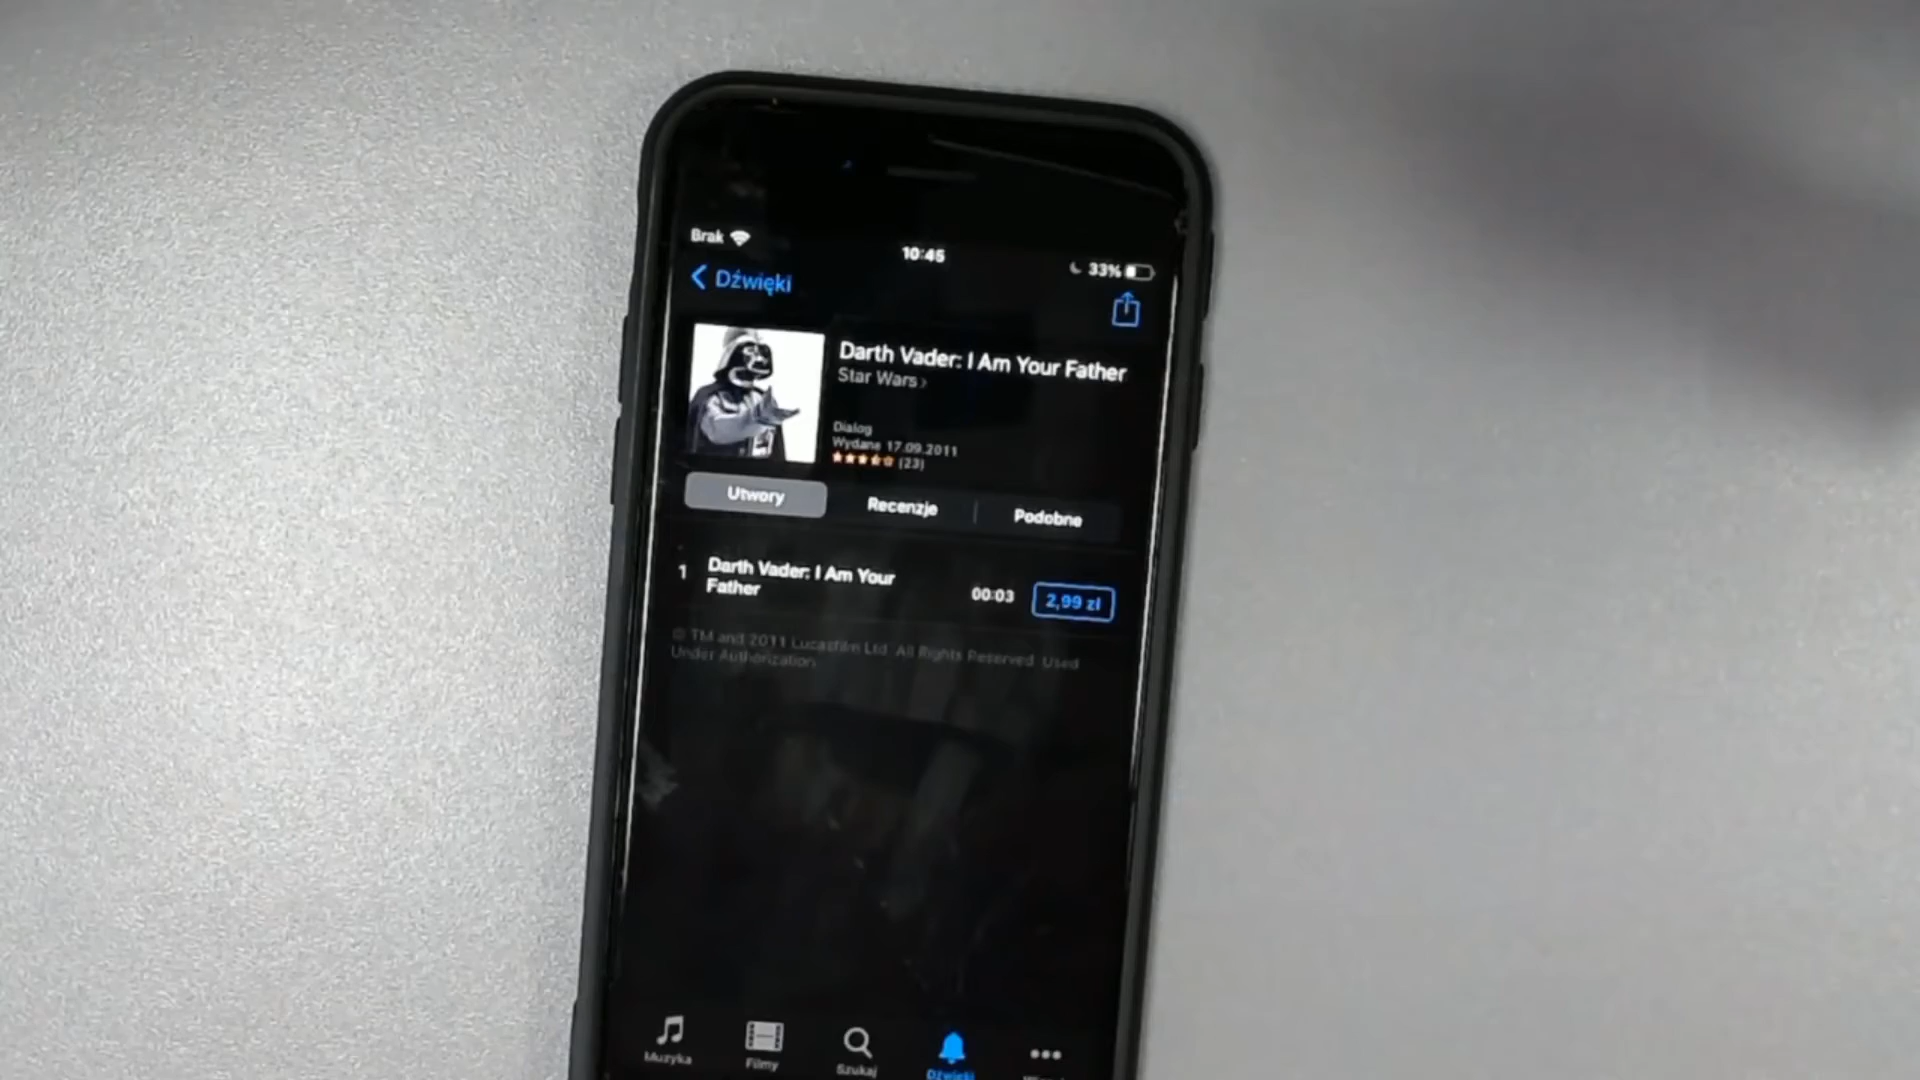 Brak
10:45
33%
Dźwięki
Darth Vader: I Am Your Father
Star Wars
Dialog
Wydane 17.09.2011
(23)
Utwory
Recenzje
Podobne
1
Darth Vader: I Am Your
Father
00:03
2,99 zł
© TM and 2011 Lucasfilm Ltd. All Rights Reserved. Used
Under Authorization
Muzyka
Filmy
Szukaj
Dźwięki